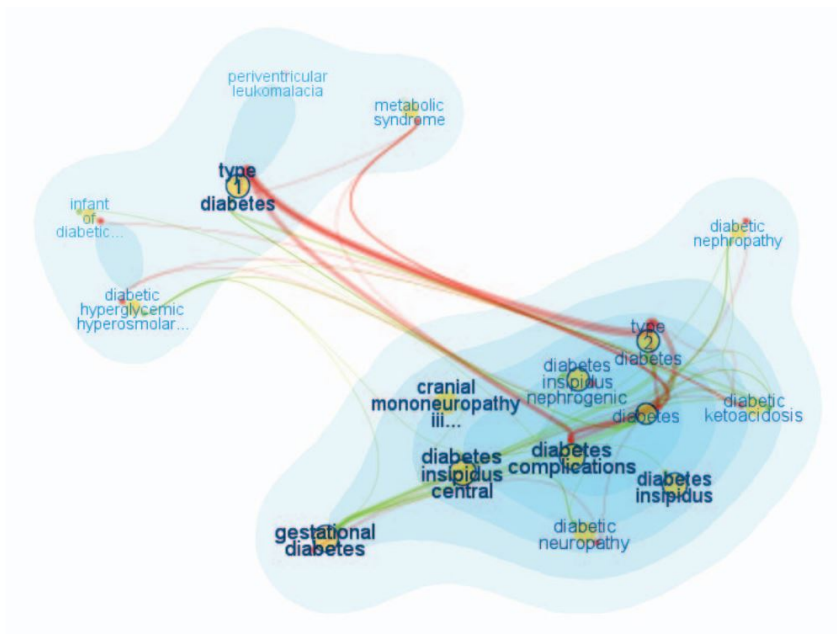 periventricular
leukomalacia
metabolic
syndrome
type
1
diabetes
infant
of
diabetic...
diabetic
nephropathy
diabetic
hyperglycemic
hyperosmolar...
type
2
diabetes
diabetes
insipidus
nephrogenic
cranial
mononeuropathy
iii...
diabetes
diabetic
ketoacidosis
diabetes
complications
diabetes
insipidus
central
diabetes
insipidus
gestational
diabetes
diabetic
neuropathy